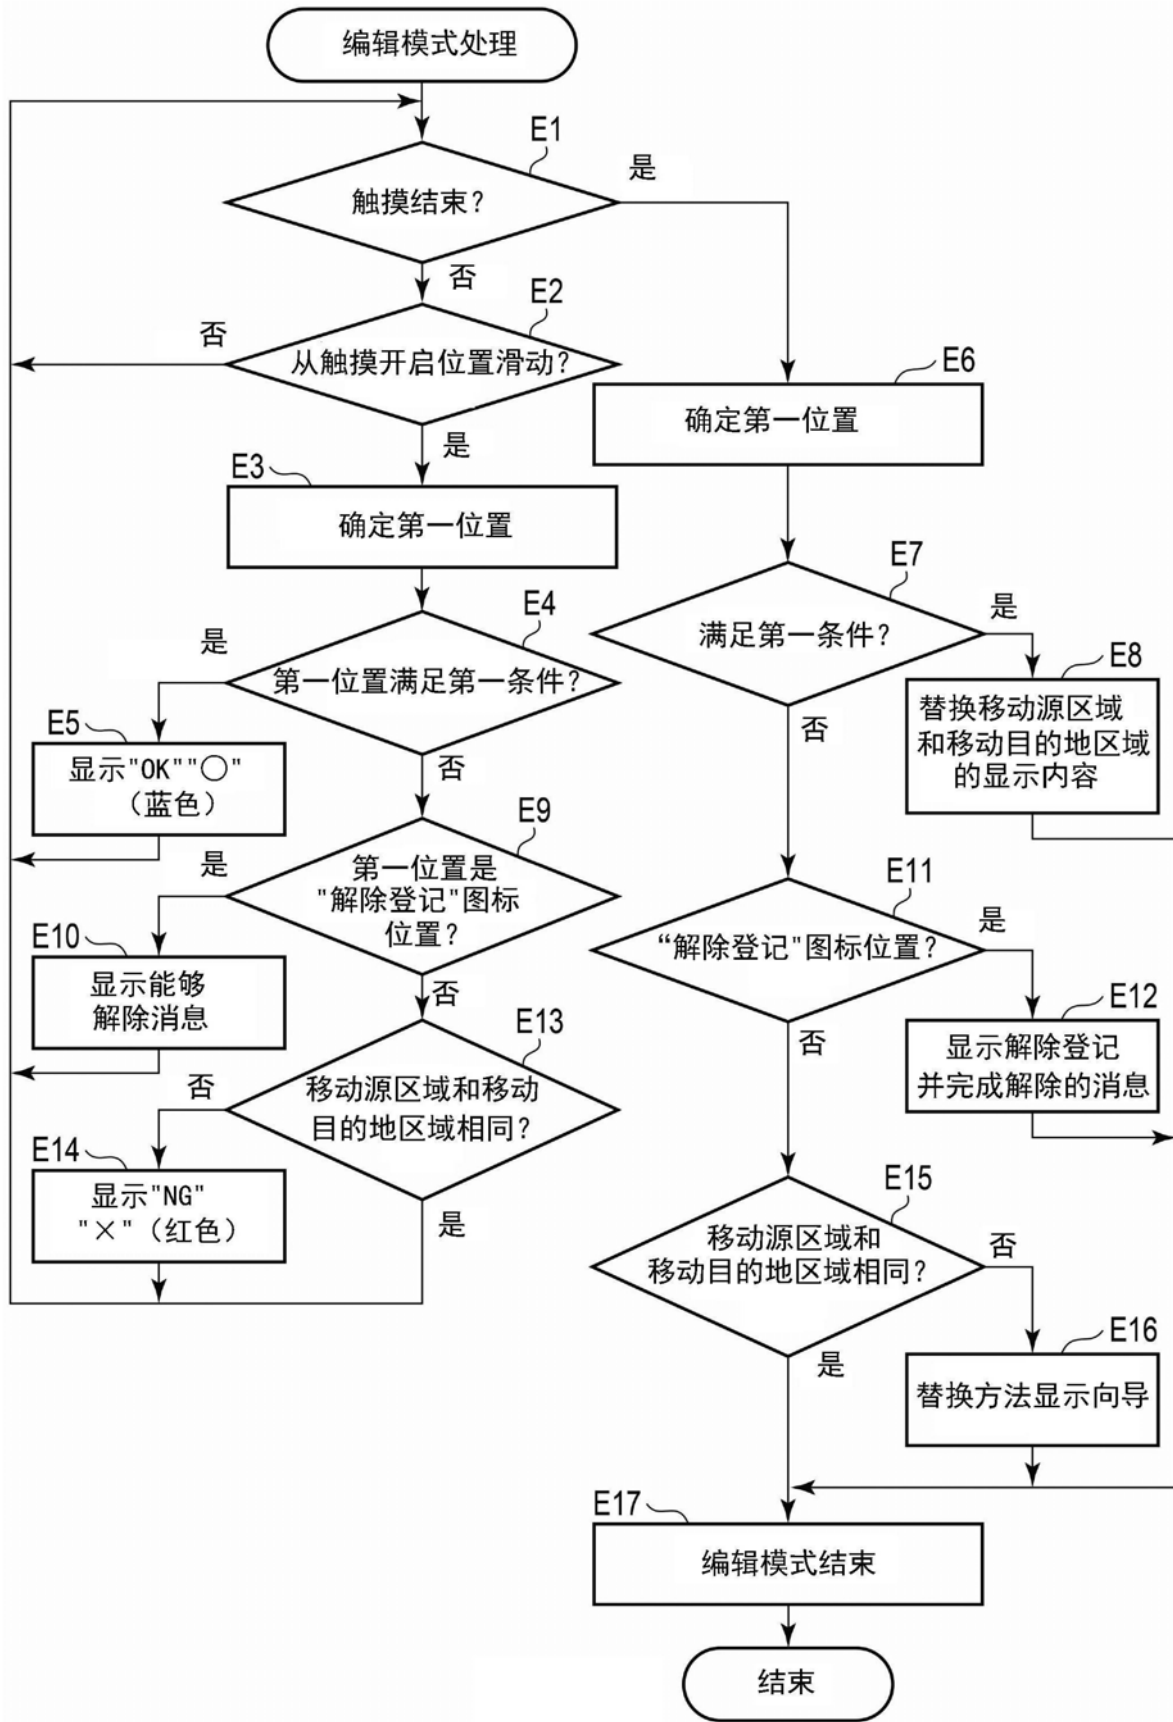 编辑模式处理
E1
是
触摸结束?
否
E2
否
从触摸开启位置滑动?
E6
确定第一位置
是
E3
确定第一位置
E7
是
满足第一条件?
E4
是
第一位置满足第一条件?
E8
替换移动源区域
和移动目的地区域
的显示内容
否
E5
显示"OK""○"
(蓝色)
否
E9
是
第一位置是
"解除登记"图标
位置?
E11
是
“解除登记"图标位置?
E10
显示能够
解除消息
否
E12
显示解除登记
并完成解除的消息
E13
否
否
移动源区域和移动
目的地区域相同?
E14
显示"NG"
"×"(红色)
是
E15
移动源区域和
移动目的地区域相同?
否
E16
是
替换方法显示向导
E17
编辑模式结束
结束